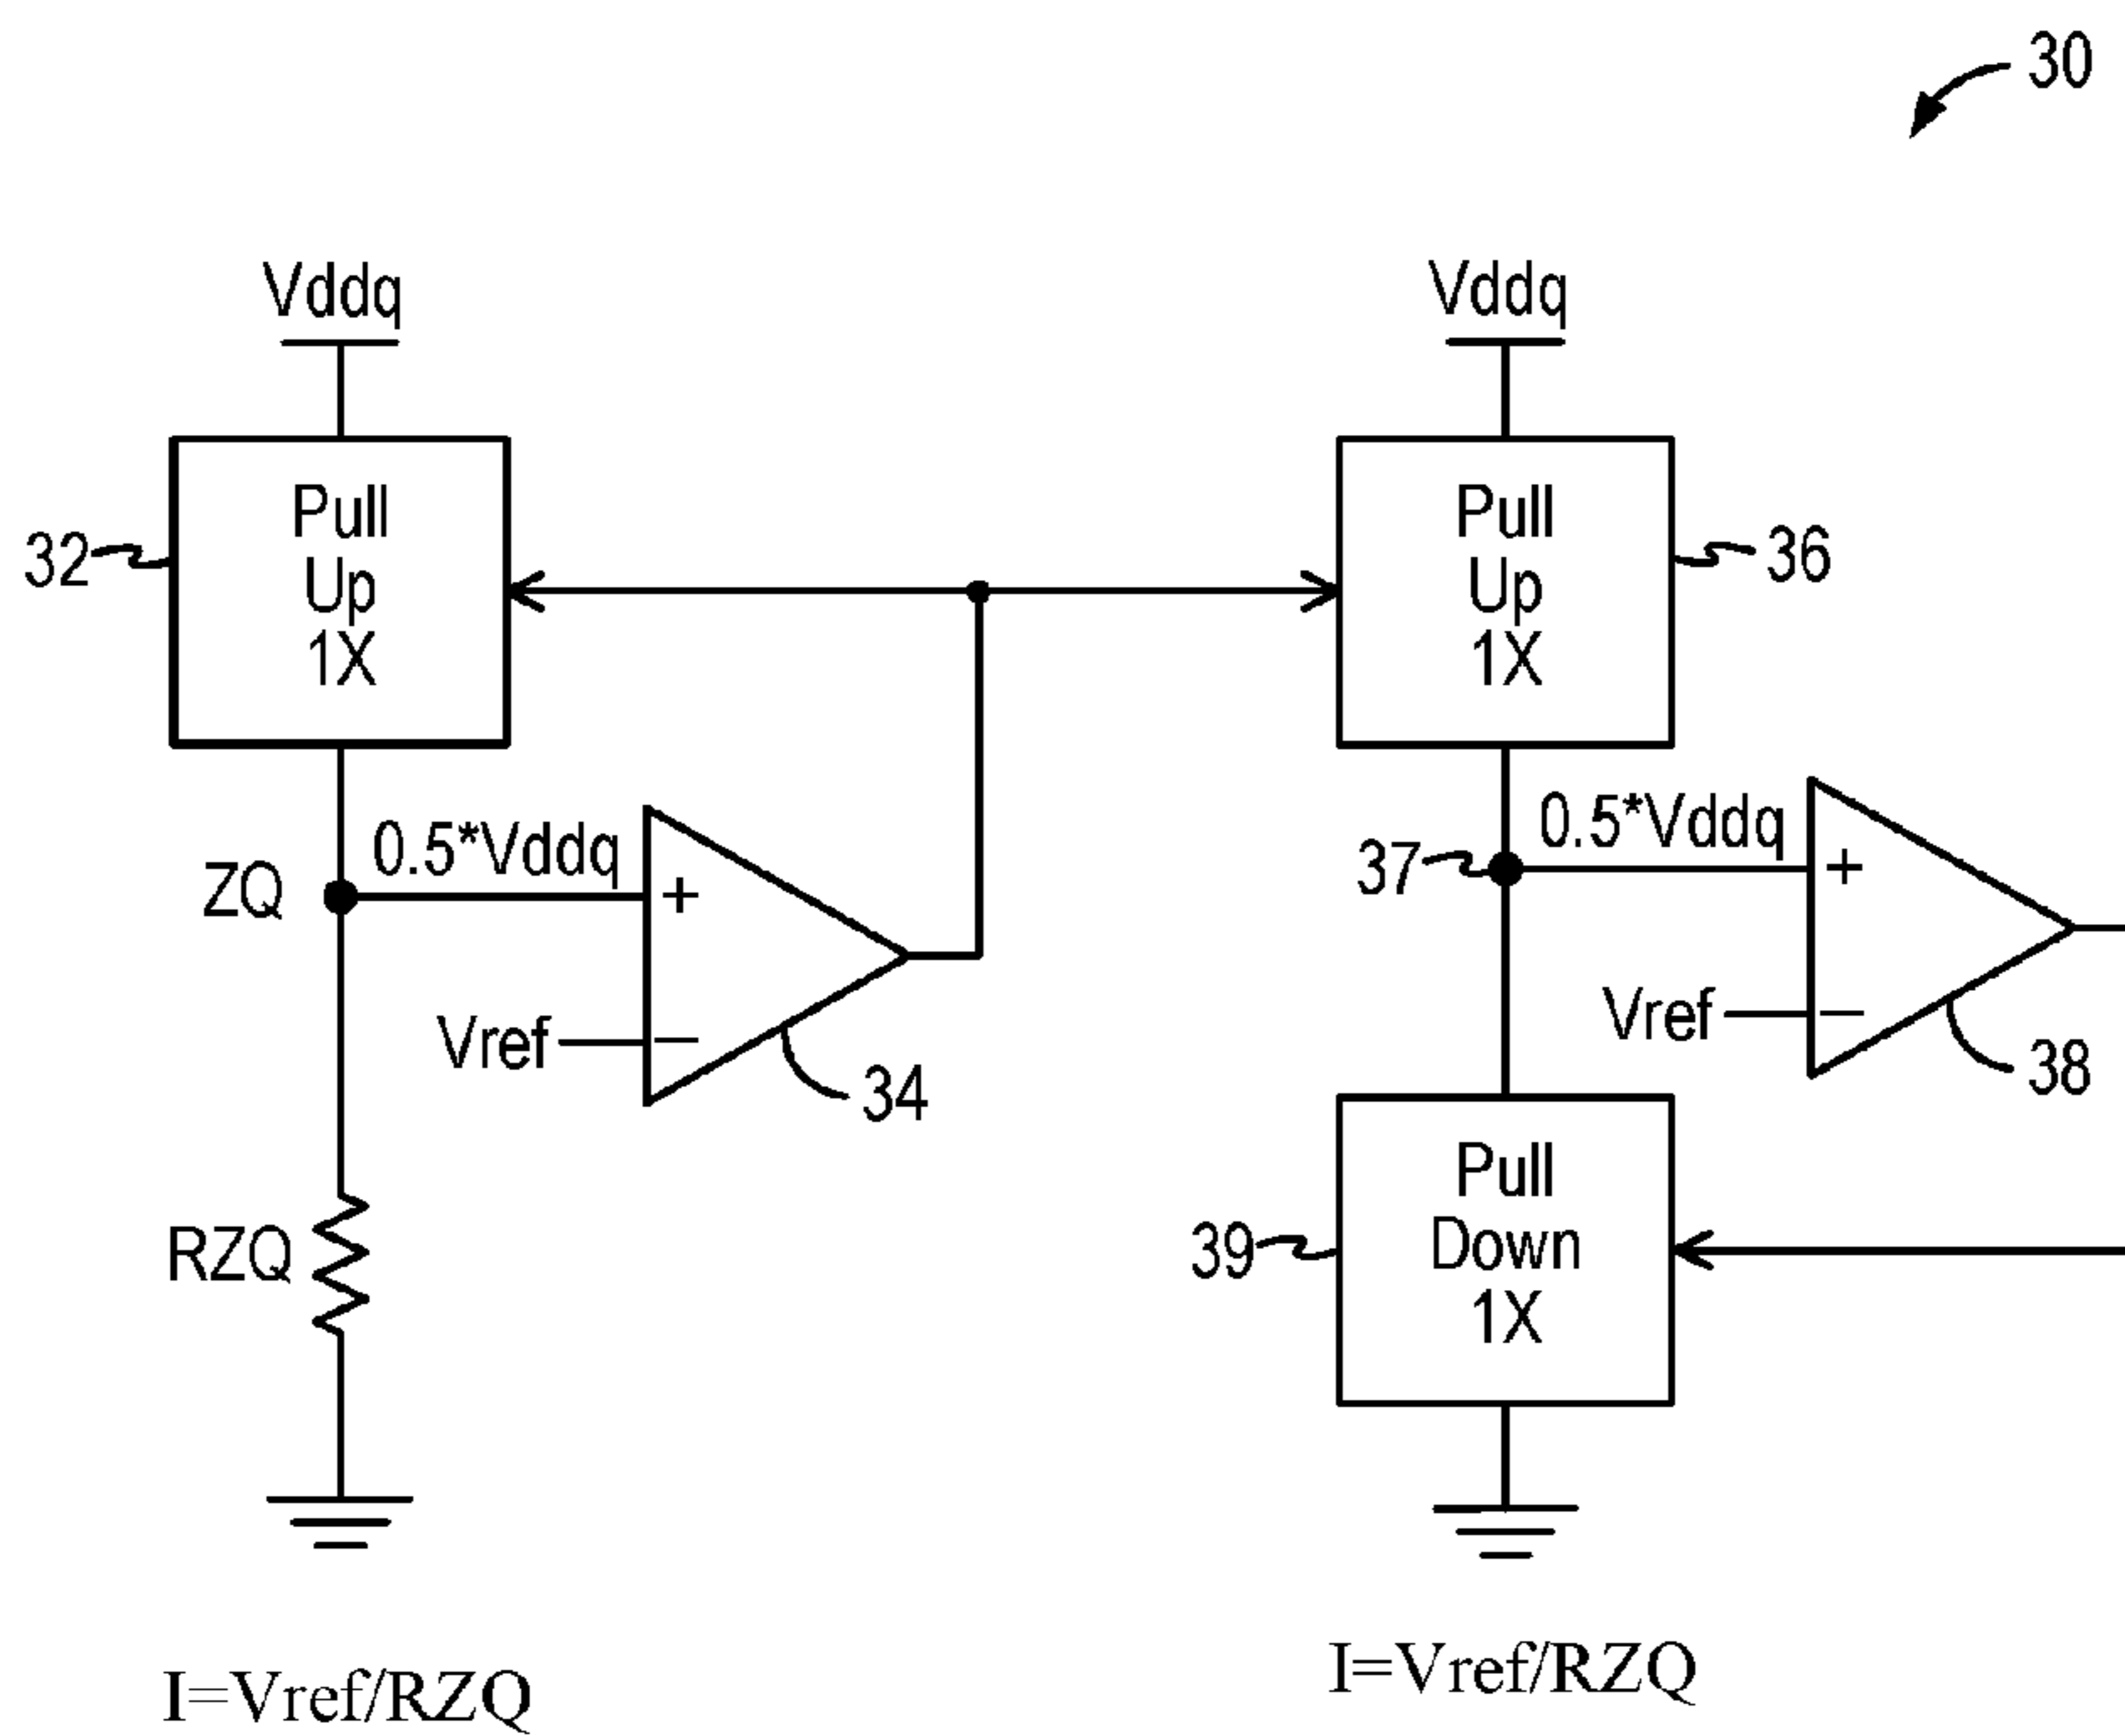 30
Vddq
Vddq
Pull
Up
1X
32
Pull
Up
1X
36
0.5*Vddq
ZQ
+
Vref
−
34
0.5*Vddq
37
+
Vref
−
38
RZQ
Pull
Down
1X
39
I=Vref/RZQ
I=Vref/RZQ